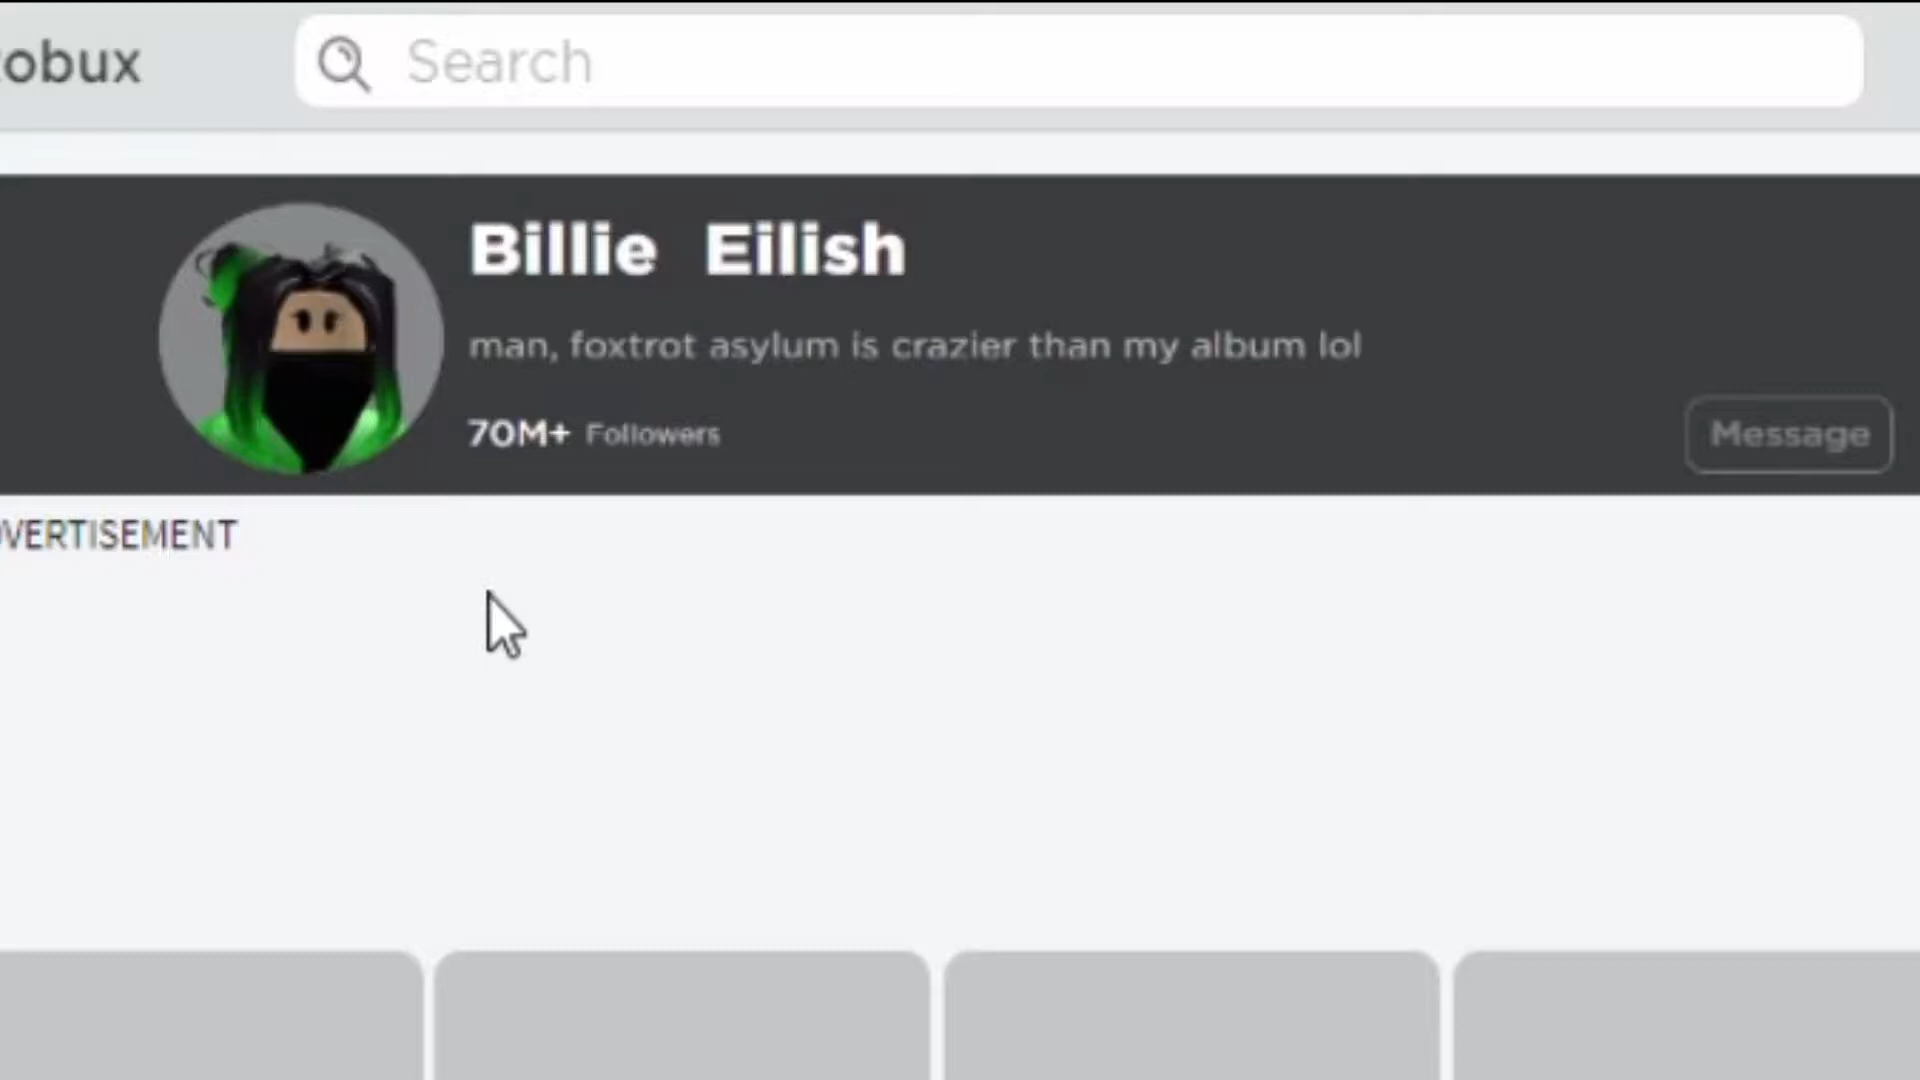 obux
Search
Billie Eilish
man, foxtrot asylum is crazier than my album lol
70M+ Followers
Message
VERTISEMENT